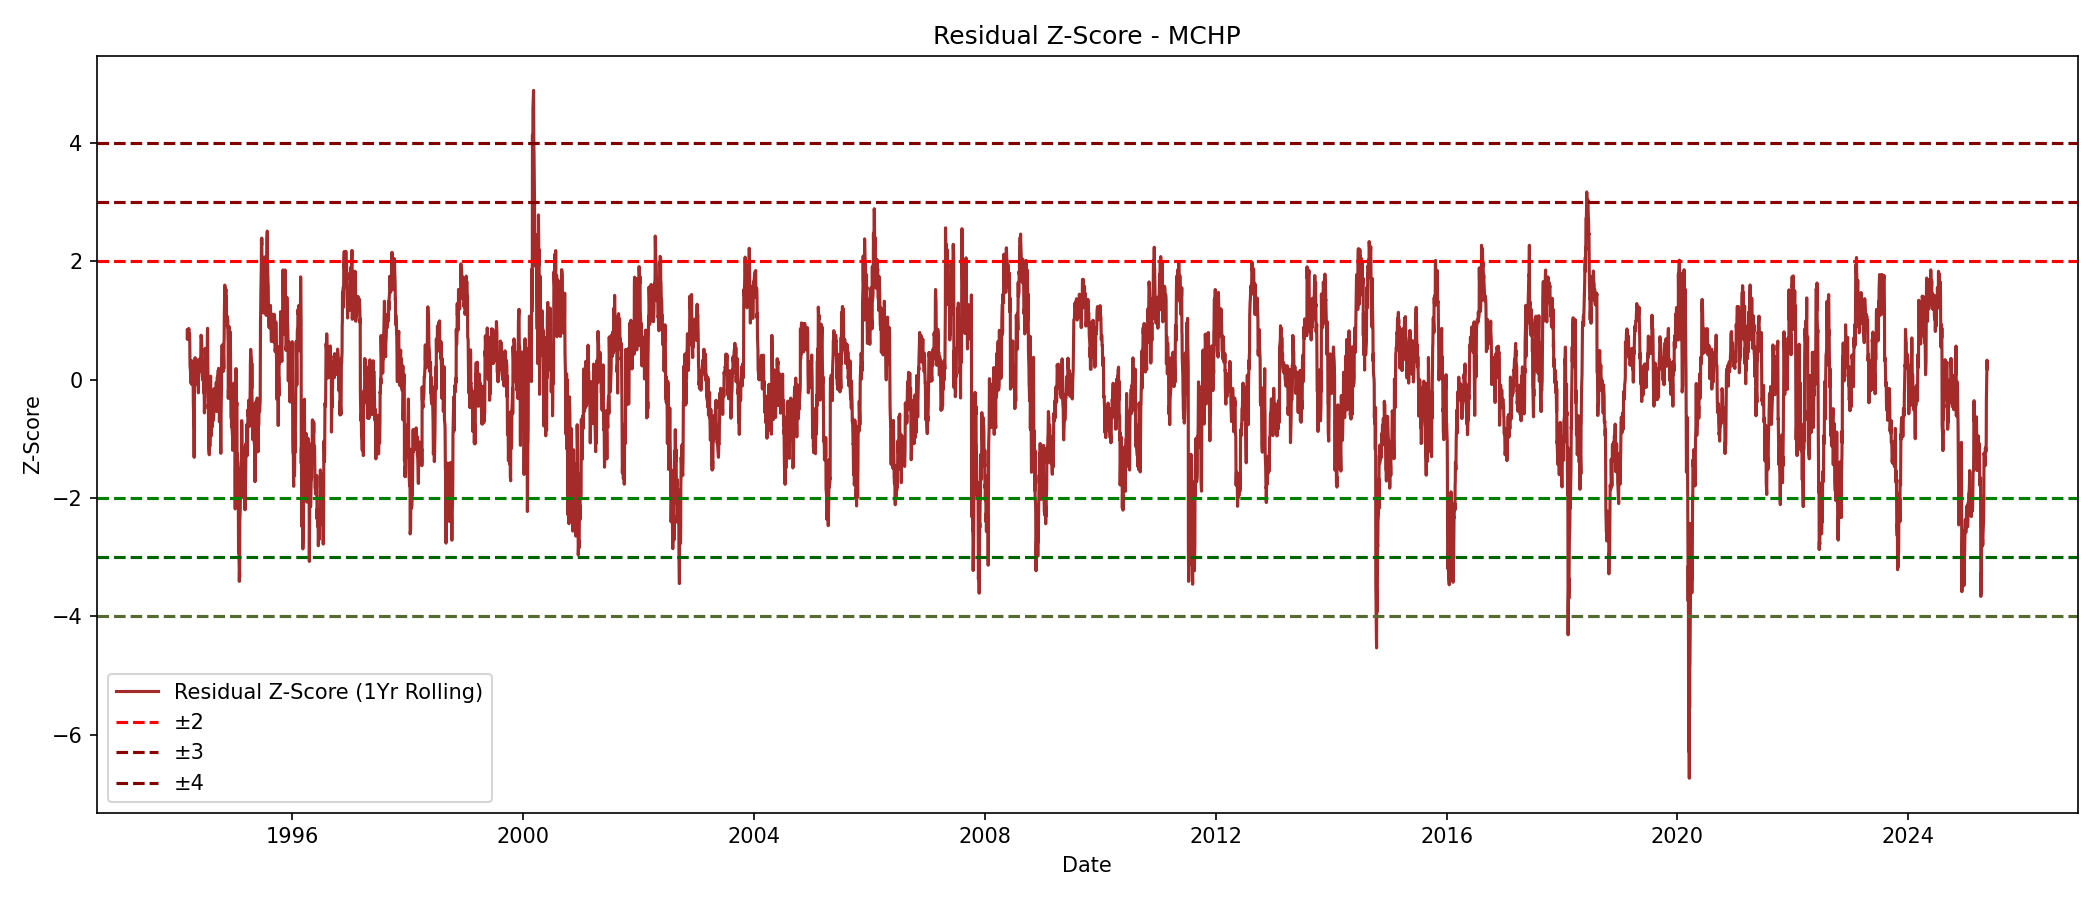 Residual Z-Score - MCHP
Z-Score
4
2
0
−2
−4
−6
Residual Z-Score (1Yr Rolling)
±2
±3
±4
1996 2000 2004 2008 2012 2016 2020 2024
Date